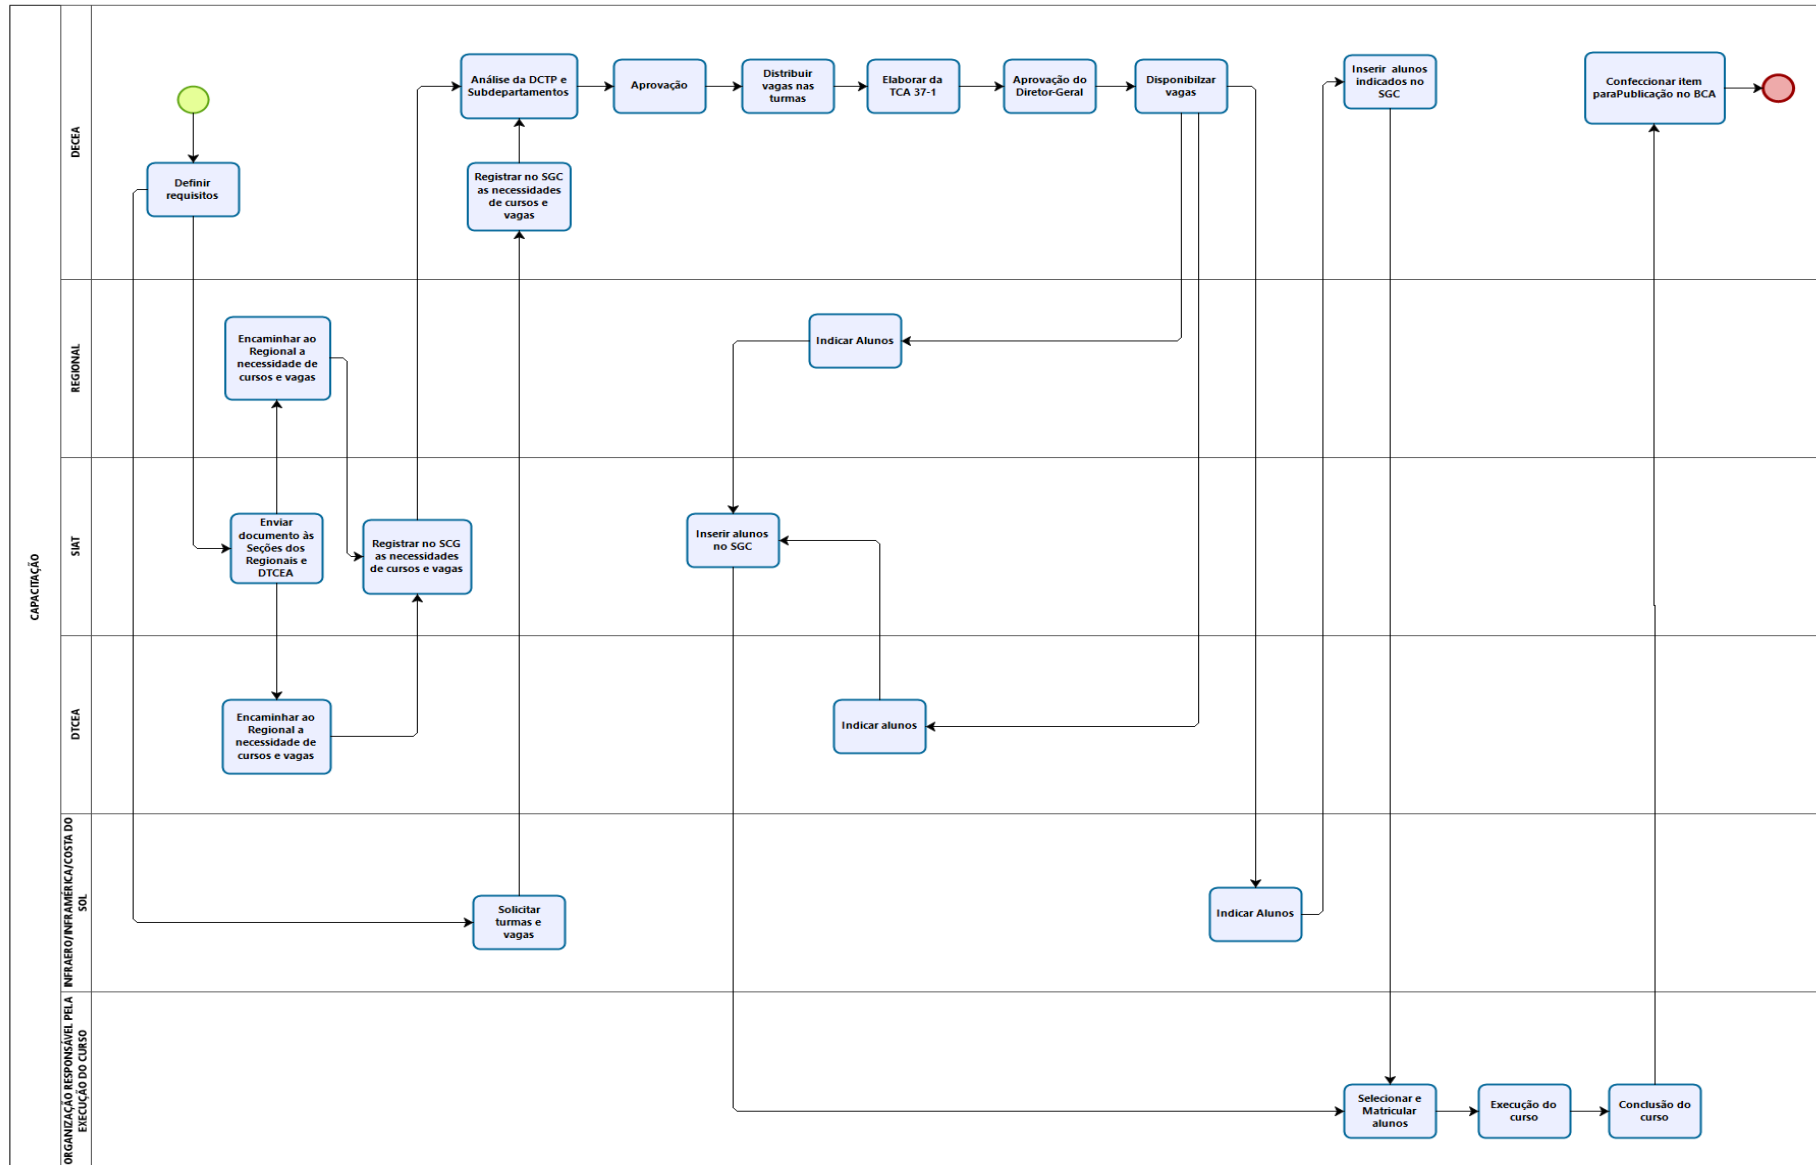 CAPACITAÇÃO
DECEA
Definir
requisitos
Análise da DCTP e
Subdepartamentos
Aprovação
Distribuir
vagas nas
turmas
Elaborar da
TCA 37-1
Aprovação do
Diretor-Geral
Disponibilzar
vagas
Inserir alunos
indicados no
SGC
Confeccionar item
paraPublicação no BCA
Registrar no SGC
as necessidades
de cursos e
vagas
REGIONAL
Encaminhar ao
Regional a
necessidade de
cursos e vagas
Indicar Alunos
SIAT
Enviar
documento às
Seções dos
Regionais e
DTCEA
Registrar no SCG
as necessidades
de cursos e vagas
Inserir alunos
no SGC
DTCEA
Encaminhar ao
Regional a
necessidade de
cursos e vagas
Indicar alunos
INFRAERO/INFRAMÉRICA/COSTA DO
SOL
Solicitar
turmas e
vagas
Indicar Alunos
ORGANIZAÇÃO RESPONSÁVEL PELA
EXECUÇÃO DO CURSO
Selecionar e
Matricular
alunos
Execução do
curso
Conclusão do
curso